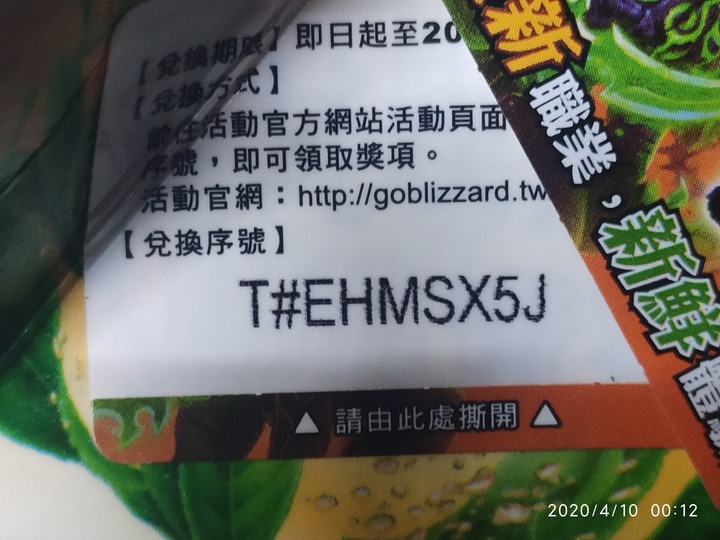 【兌換期限】即日起至20
【兌換方式】
前往活動官方網站活動頁面
序號，即可領取獎項。
活動官網：http://goblizzard.tw
【兌換序號】
T#EHMSX5J
▲ 請由此處撕開 ▲
新
職業，
新鮮
體
2020/4/10 00:12